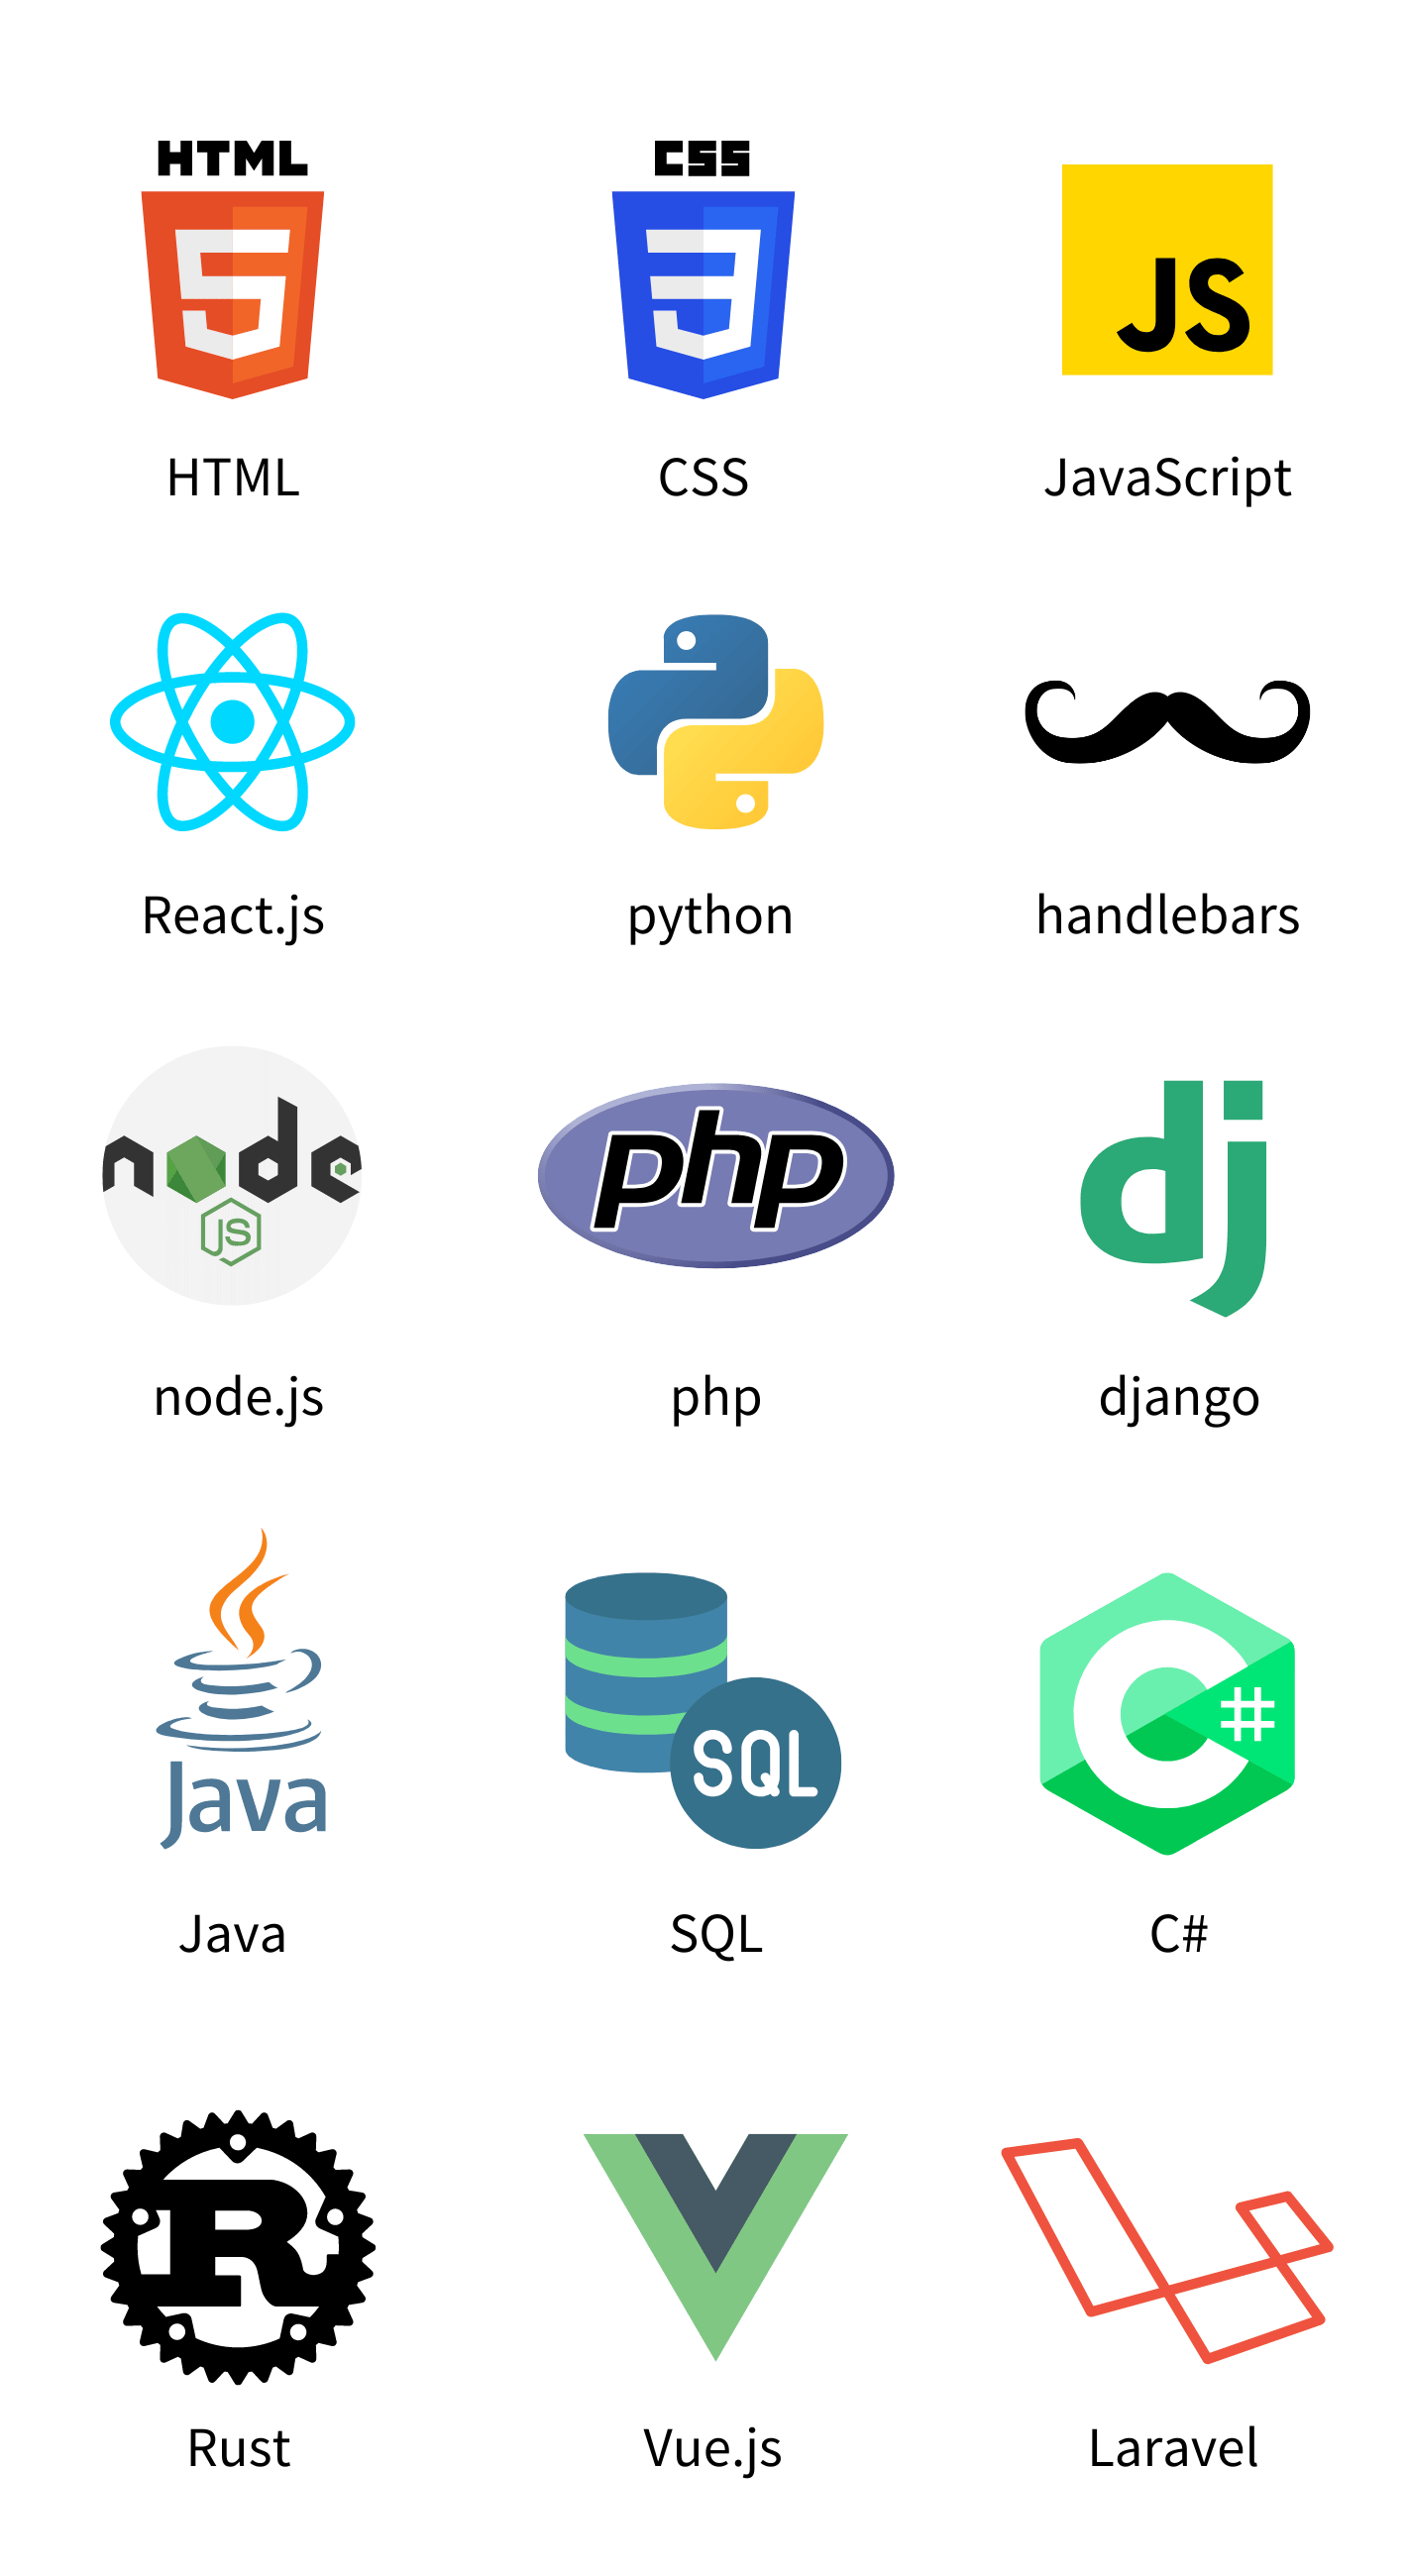 HTML
CSS
JS
HTML
CSS
JavaScript
React.js
python
handlebars
node
JS
php
dj
node.js
php
django
Java
SQL
C#
Java
SQL
C#
R
Rust
Vue.js
Laravel